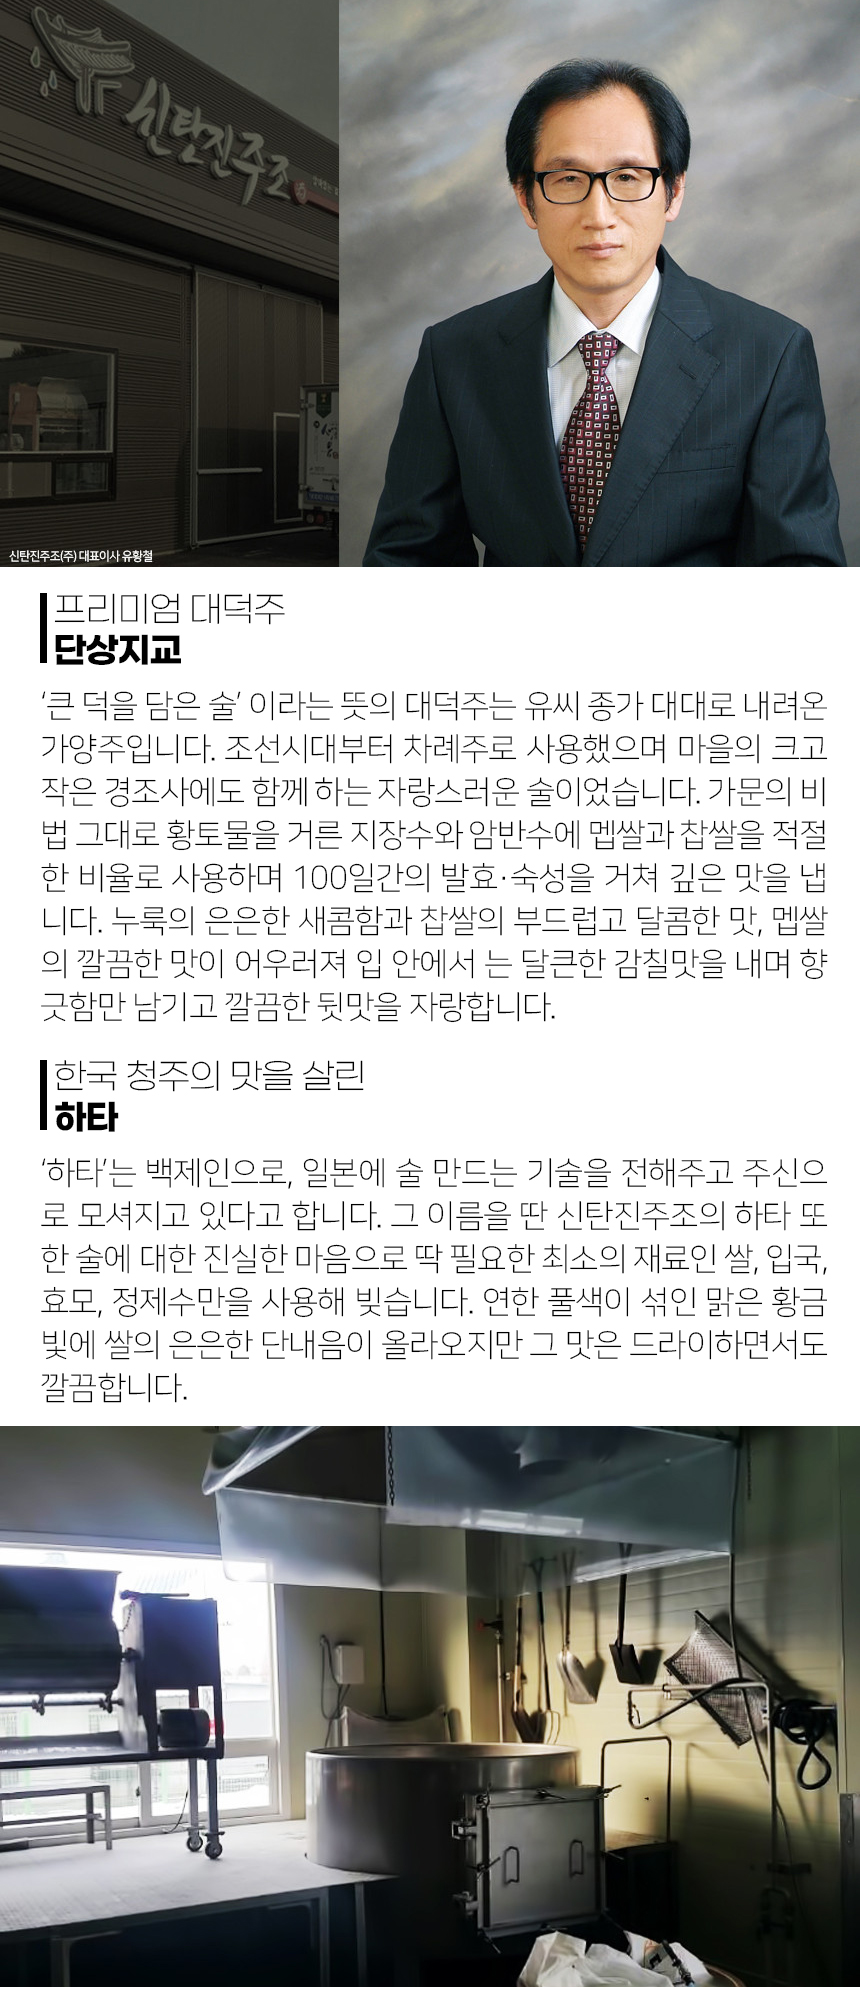 신탄진주조
신탄진주조(주) 대표이사 유황철
프리미엄 대덕주
단상지교
‘큰 덕을 담은 술’ 이라는 뜻의 대덕주는 유씨 종가 대대로 내려온
가양주입니다. 조선시대부터 차례주로 사용했으며 마을의 크고
작은 경조사에도 함께 하는 자랑스러운 술이었습니다. 가문의 비
법 그대로 황토물을 거른 지장수와 암반수에 멥쌀과 찹쌀을 적절
한 비율로 사용하며 100일간의 발효·숙성을 거쳐 깊은 맛을 냅
니다. 누룩의 은은한 새콤함과 찹쌀의 부드럽고 달콤한 맛, 멥쌀
의 깔끔한 맛이 어우러져 입 안에서 는 달큰한 감칠맛을 내며 향
긋함만 남기고 깔끔한 뒷맛을 자랑합니다.
한국 청주의 맛을 살린
하타
‘하타’는 백제인으로, 일본에 술 만드는 기술을 전해주고 주신으
로 모셔지고 있다고 합니다. 그 이름을 딴 신탄진주조의 하타 또
한 술에 대한 진실한 마음으로 딱 필요한 최소의 재료인 쌀, 입국,
효모, 정제수만을 사용해 빚습니다. 연한 풀색이 섞인 맑은 황금
빛에 쌀의 은은한 단내음이 올라오지만 그 맛은 드라이하면서도
깔끔합니다.